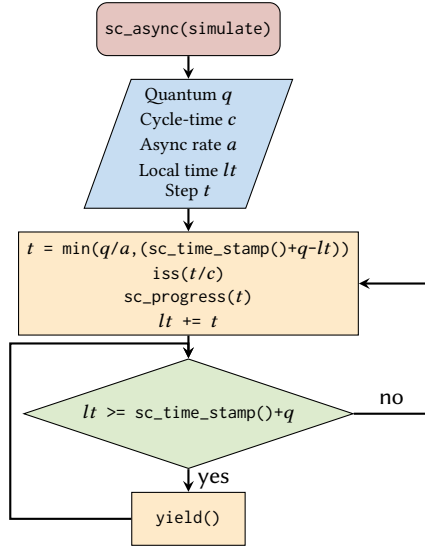 sc_async(simulate)
Quantum q
Cycle-time c
Async rate a
Local time lt
Step t
t = min(q/a,(sc_time_stamp()+q-lt))
iss(t/c)
sc_progress(t)
lt += t
lt >= sc_time_stamp()+q
no
yes
yield()